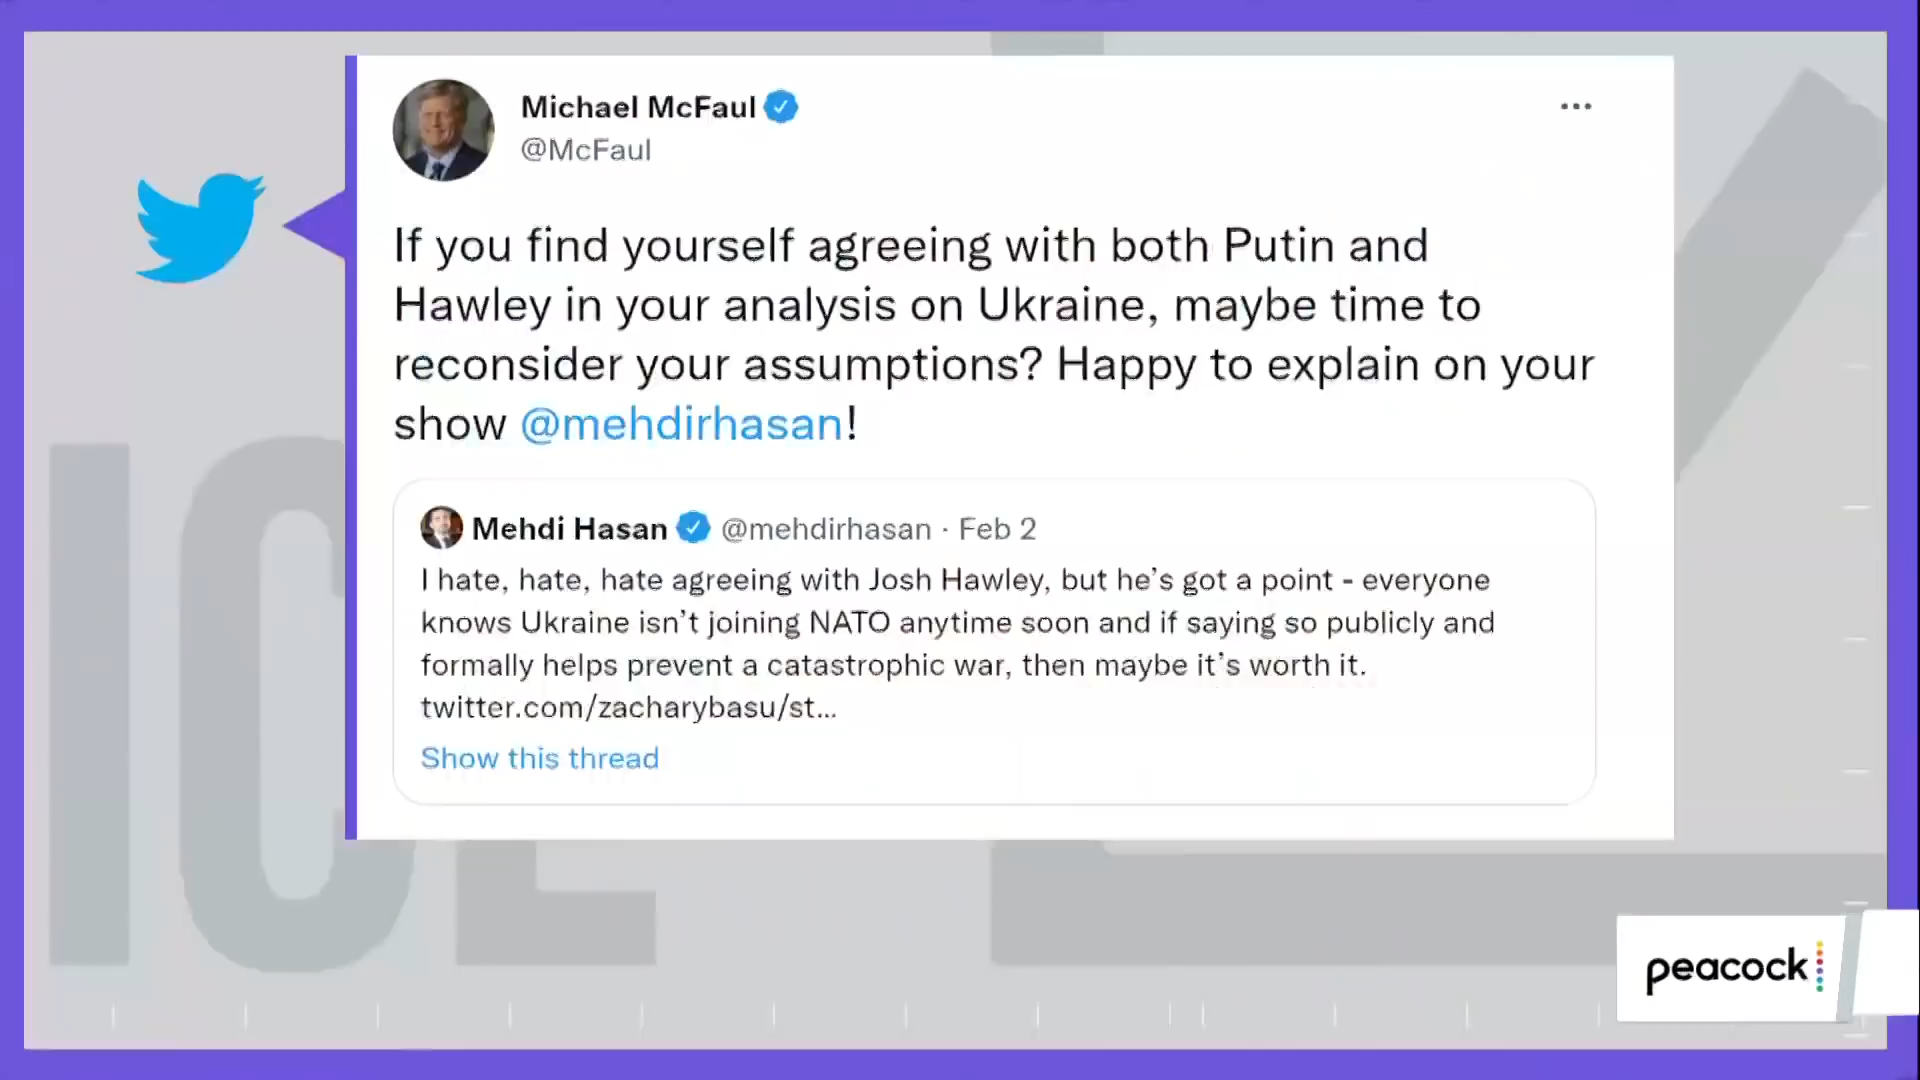 Michael McFaul
@McFaul
If you find yourself agreeing with both Putin and
Hawley in your analysis on Ukraine, maybe time to
reconsider your assumptions? Happy to explain on your
show @mehdirhasan!
Mehdi Hasan @mehdirhasan · Feb 2
I hate, hate, hate agreeing with Josh Hawley, but he’s got a point - everyone
knows Ukraine isn’t joining NATO anytime soon and if saying so publicly and
formally helps prevent a catastrophic war, then maybe it’s worth it.
twitter.com/zacharybasu/st...
Show this thread
peacock